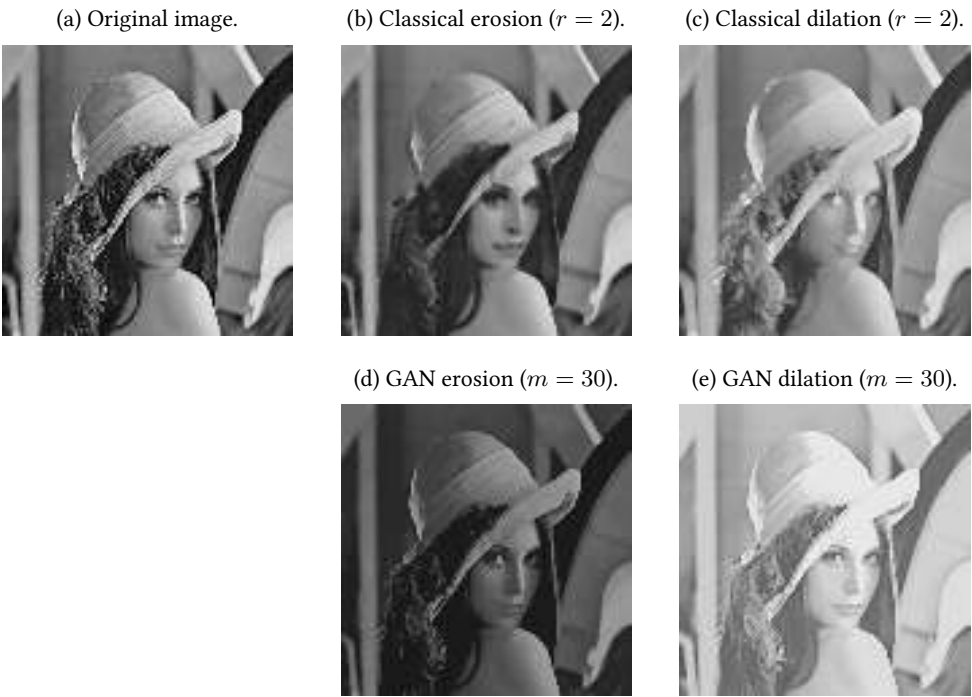 (a) Original image.
(b) Classical erosion (r = 2).
(c) Classical dilation (r = 2).
(d) GAN erosion (m = 30).
(e) GAN dilation (m = 30).